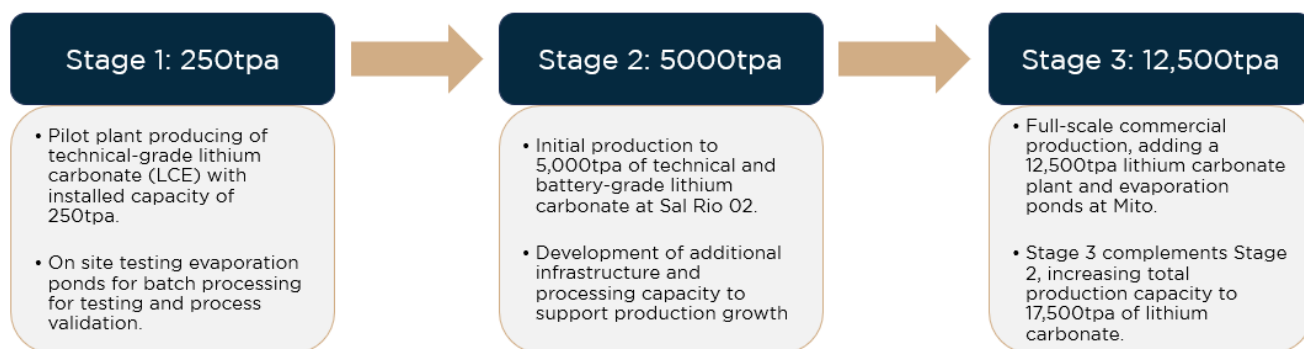 Stage 1: 250tpa
• Pilot plant producing of
technical-grade lithium
carbonate (LCE) with
installed capacity of
250tpa.
• On site testing evaporation
ponds for batch processing
for testing and process
validation.
Stage 2: 5000tpa
• Initial production to
5,000tpa of technical and
battery-grade lithium
carbonate at Sal Rio 02.
• Development of additional
infrastructure and
processing capacity to
support production growth
Stage 3: 12,500tpa
• Full-scale commercial
production, adding a
12,500tpa lithium carbonate
plant and evaporation
ponds at Mito.
• Stage 3 complements Stage
2, increasing total
production capacity to
17,500tpa of lithium
carbonate.